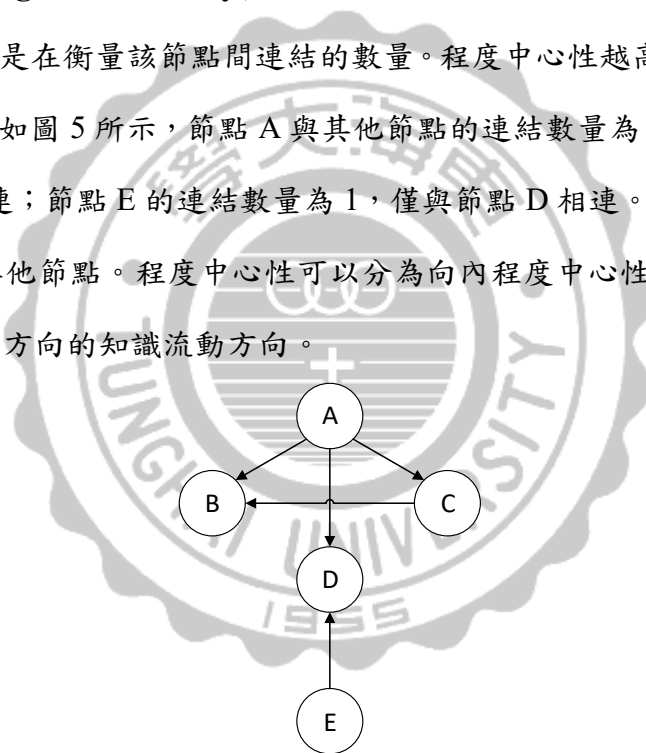 是在衡量該節點間連結的數量。程度中心性越高
如圖 5 所示，節點 A 與其他節點的連結數量為
連；節點 E 的連結數量為 1，僅與節點 D 相連。
他節點。程度中心性可以分為向內程度中心性
方向的知識流動方向。
A
B
C
D
E
UNGHAI UNIVERSITY
1955